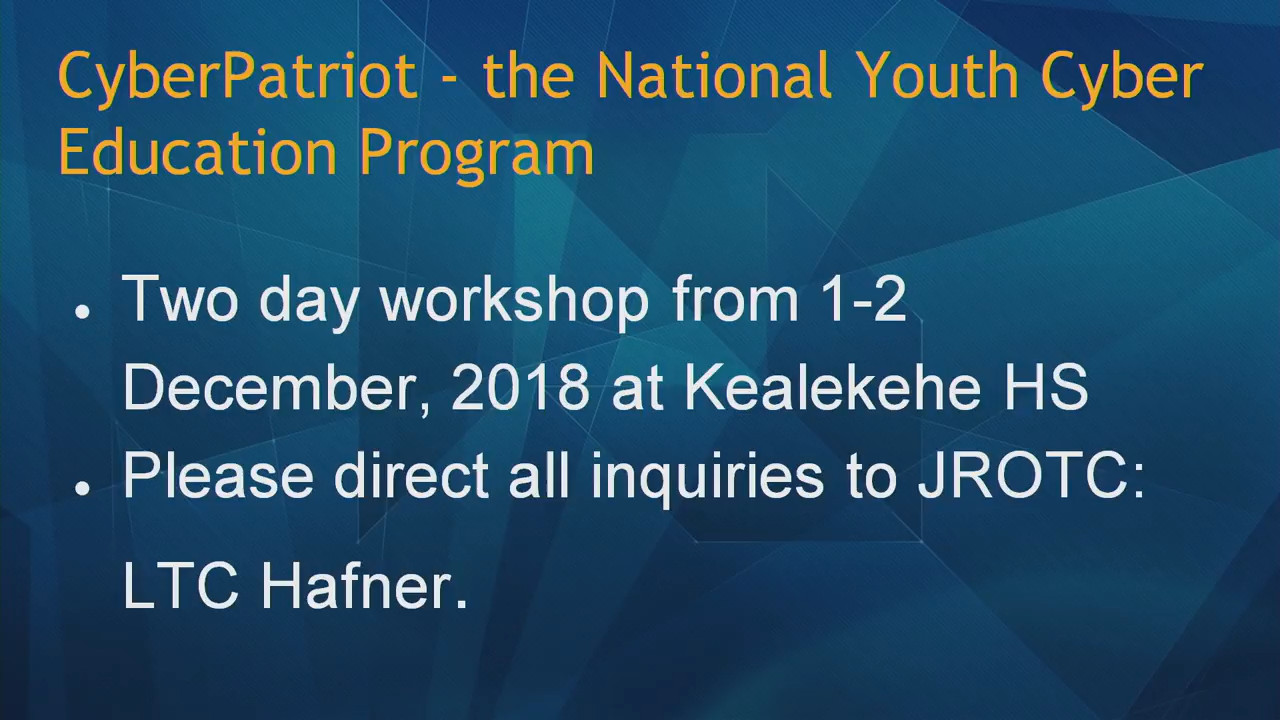 CyberPatriot - the National Youth Cyber
Education Program
• Two day workshop from 1-2
December, 2018 at Kealekehe HS
• Please direct all inquiries to JROTC:
LTC Hafner.